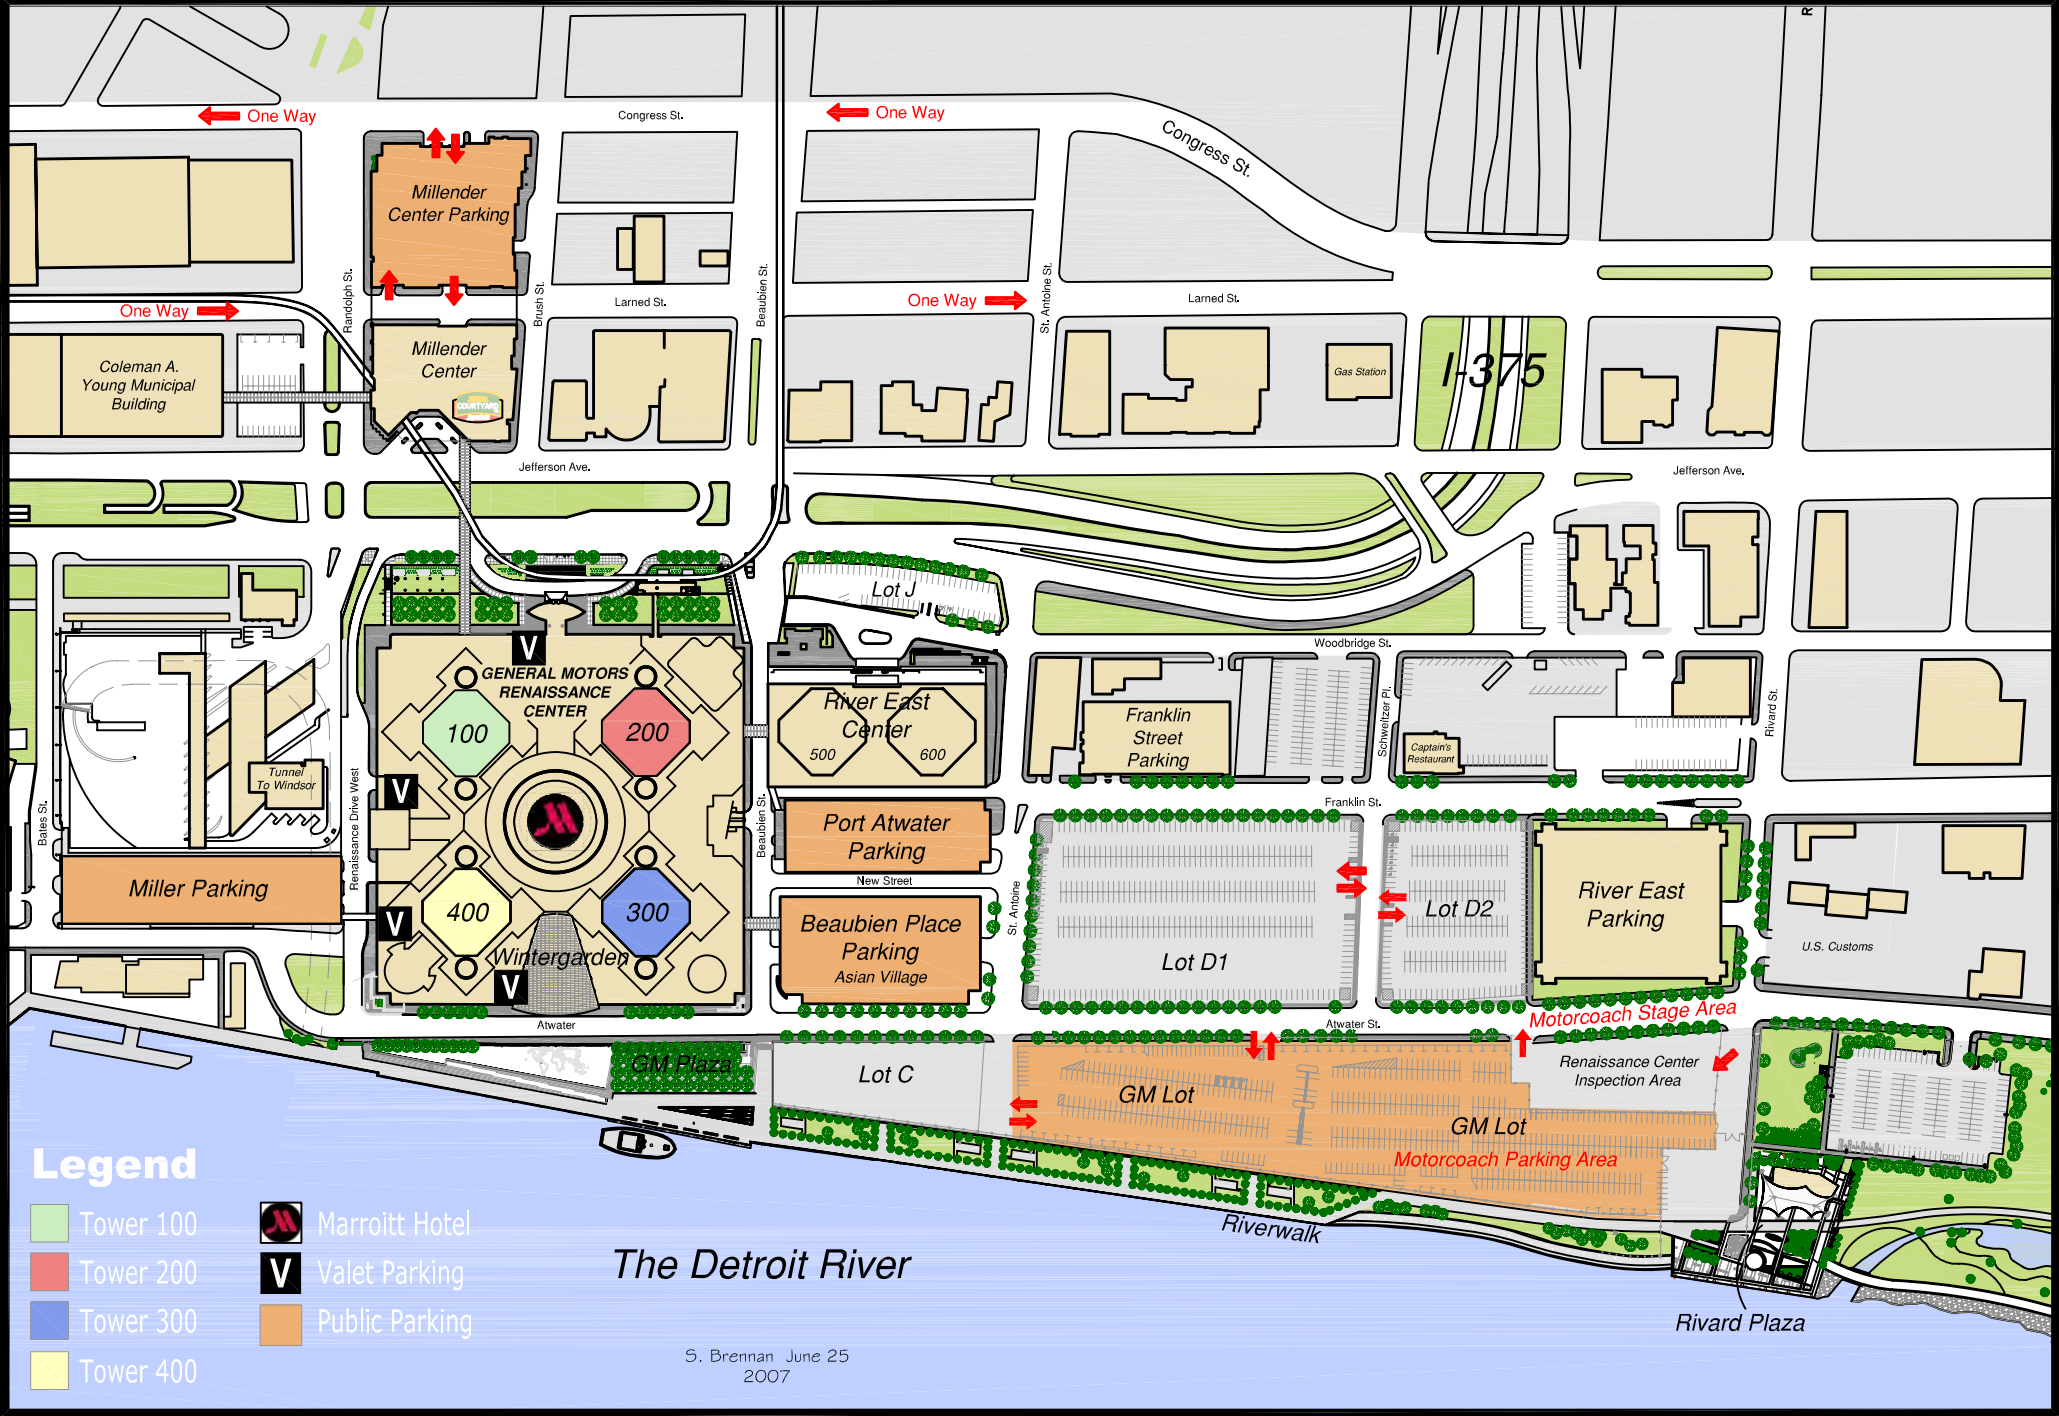 R
One Way
Congress St.
One Way
Congress St.
Millender
Center Parking
Randolph St.
Brush St.
Beaubien St.
St. Antoine St.
One Way
Larned St.
One Way
Larned St.
Coleman A.
Young Municipal
Building
Millender
Center
COURTYARD
Gas Station
I-375
Jefferson Ave.
Jefferson Ave.
Lot J
Woodbridge St.
V
GENERAL MOTORS
RENAISSANCE
CENTER
100
200
River East
Center
500
600
Franklin
Street
Parking
Schweitzer Pl.
Captain's
Restaurant
Rivard St.
Tunnel
To Windsor
V
Renaissance Drive West
Bates St.
Beaubien St.
Franklin St.
Port Atwater
Parking
New Street
Miller Parking
V
400
300
Wintergarden
V
Beaubien Place
Parking
Asian Village
St. Antoine
Lot D1
Lot D2
River East
Parking
U.S. Customs
Atwater
Atwater St.
Motorcoach Stage Area
GM Plaza
Lot C
GM Lot
Renaissance Center
Inspection Area
GM Lot
Motorcoach Parking Area
Riverwalk
The Detroit River
Rivard Plaza
Legend
Tower 100
Marroitt Hotel
Tower 200
V
Valet Parking
Tower 300
Public Parking
Tower 400
S. Brennan June 25
2007